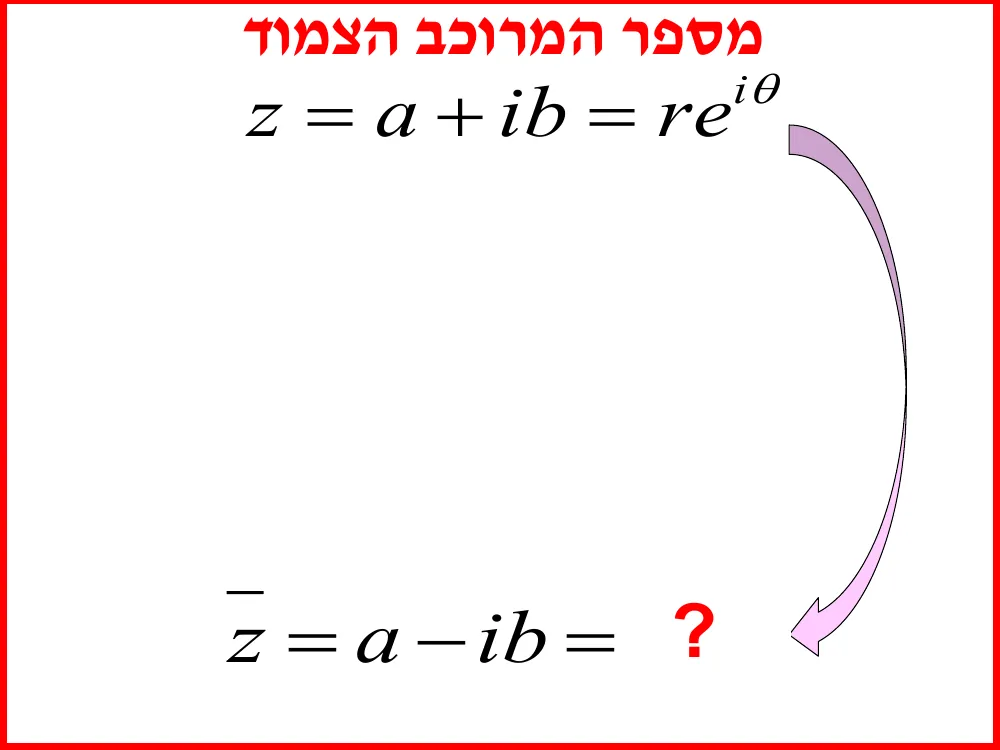 מספר המרוכב הצמוד
z = a + ib = re^{iθ}
z̅ = a − ib = ?